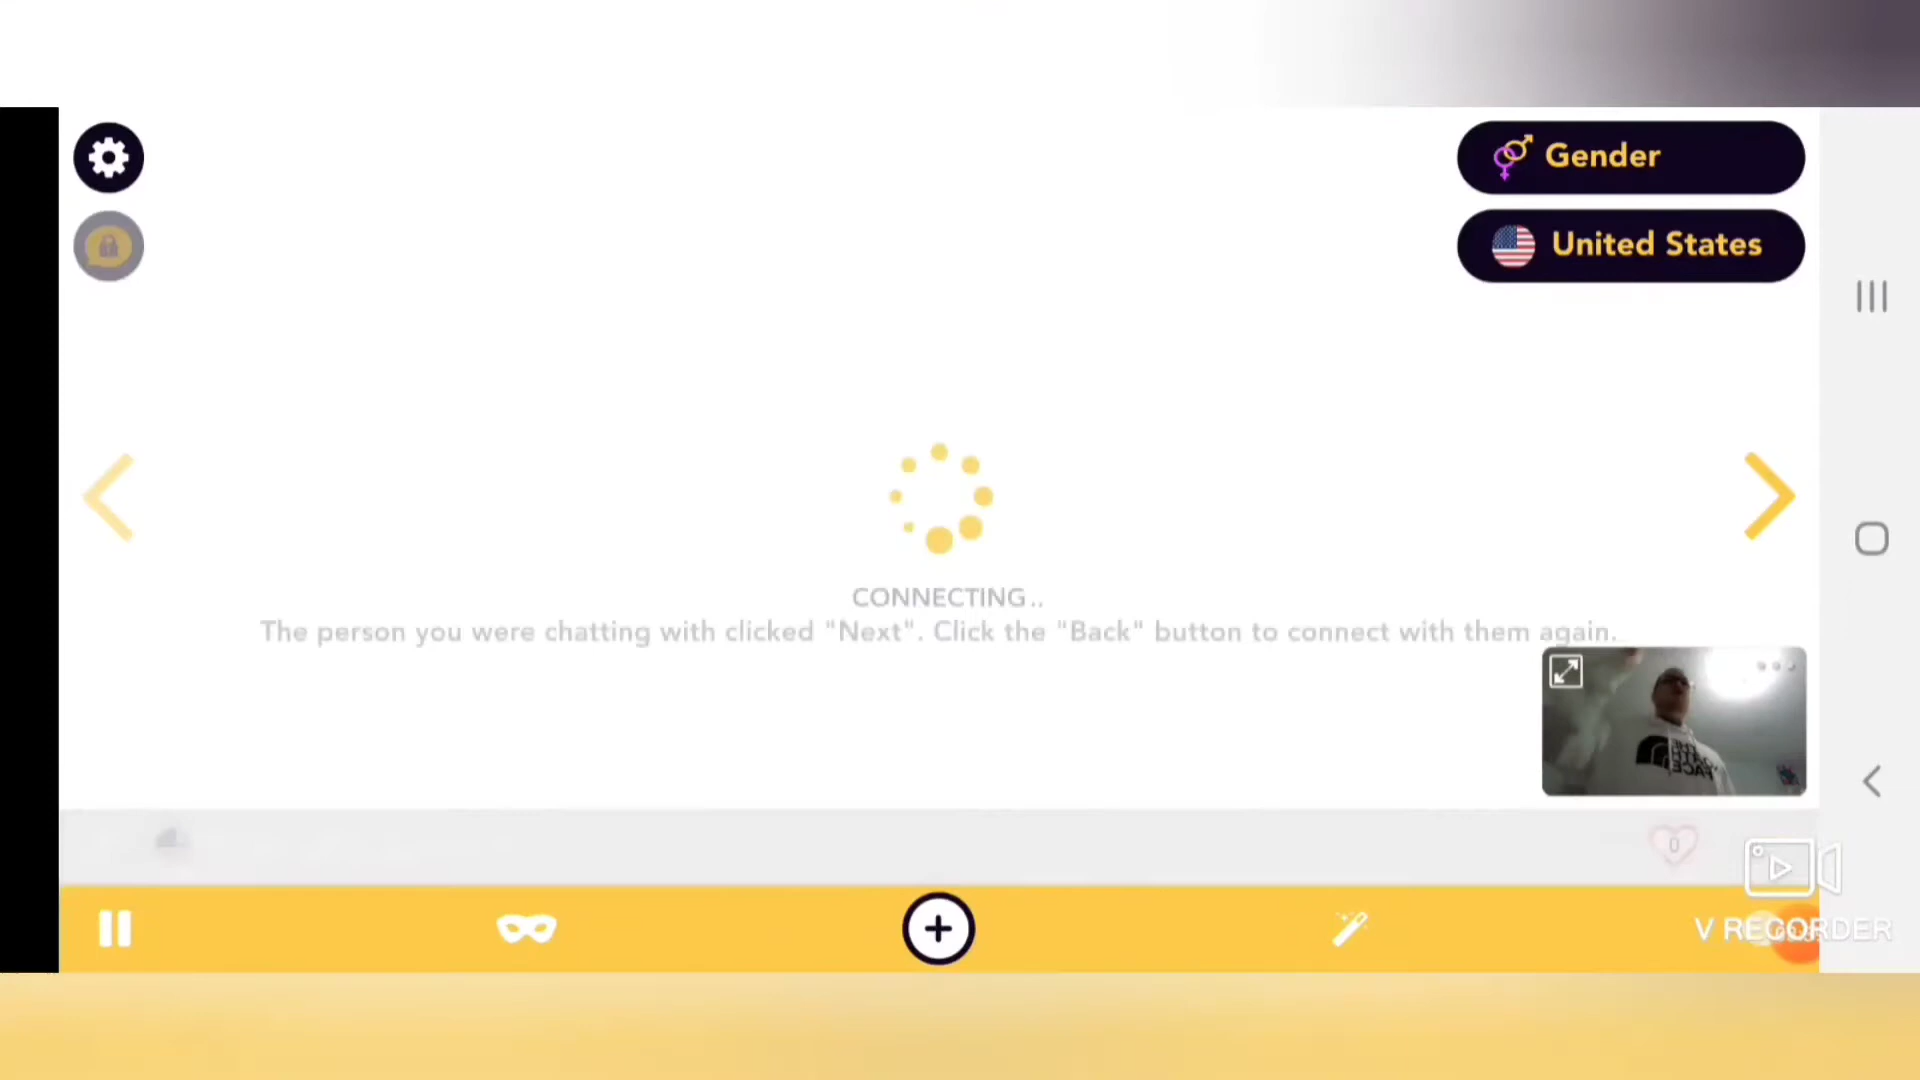 Gender
United States
CONNECTING..
The person you were chatting with clicked "Next". Click the "Back" button to connect with them again.
0
V RECORDER